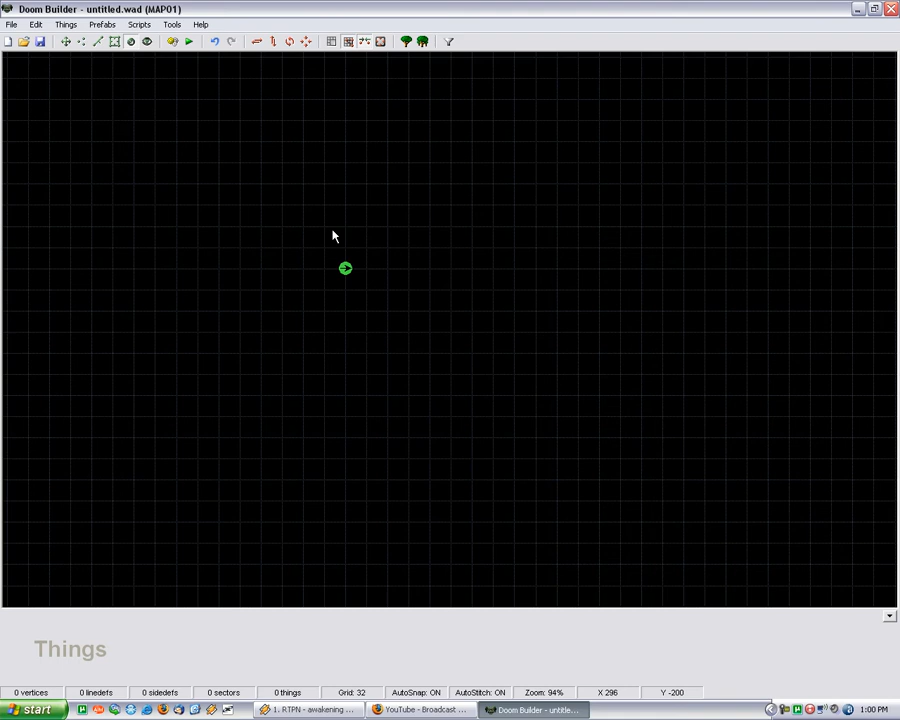 Doom Builder - untitled.wad (MAP01)
File Edit Things Prefabs Scripts Tools Help
Things
0 vertices 0 linedefs 0 sidedefs 0 sectors 0 things Grid: 32 AutoSnap: ON AutoStitch: ON Zoom: 94% X 296 Y -200
start 1. RTPN - awakening ... YouTube - Broadcast ... Doom Builder - untitle... 1:00 PM